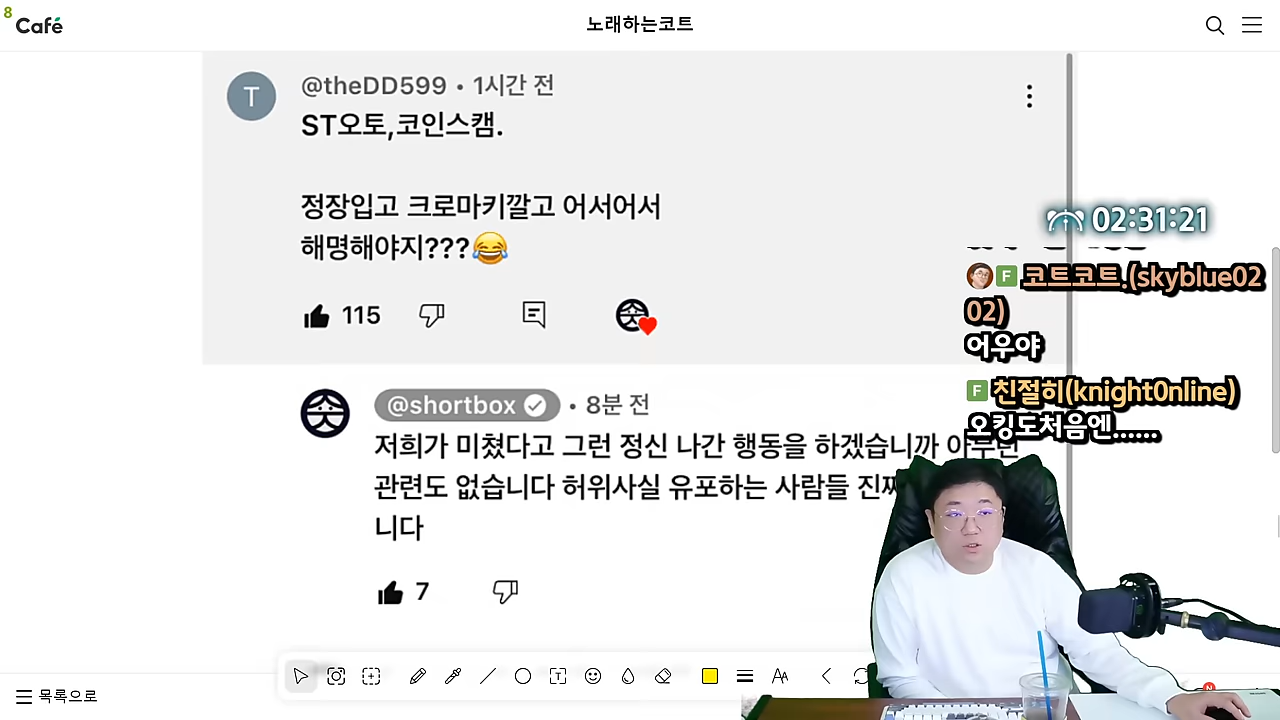 8
Café
노래하는코트
T
@theDD599 • 1시간 전
ST오토,코인스캠.
정장입고 크로마키깔고 어서어서
해명해야지???😂
115
숏
@shortbox • 8분 전
저희가 미쳤다고 그런 정신 나간 행동을 하겠습니까
관련도 없습니다 허위사실 유포하는 사람들
니다
7
02:31:21
F 코트코트.(skyblue02
02)
어우야
F 친절히(knight0nline)
오킹도처음엔......
목록으로
N